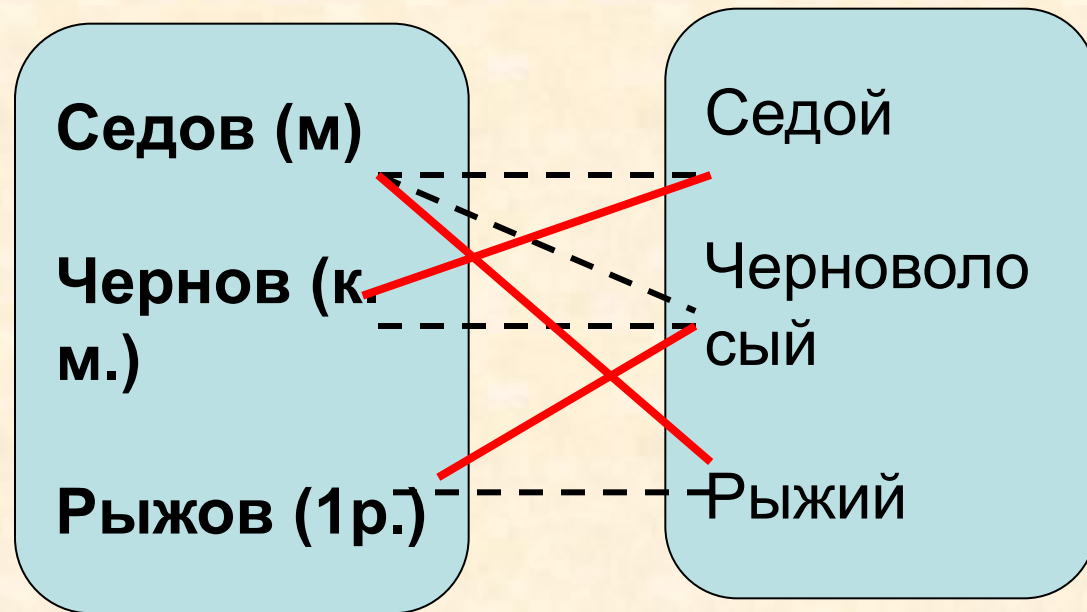 Седов (м)
Чернов (к.
м.)
Рыжов (1р.)
Седой
Черноволо
сый
Рыжий